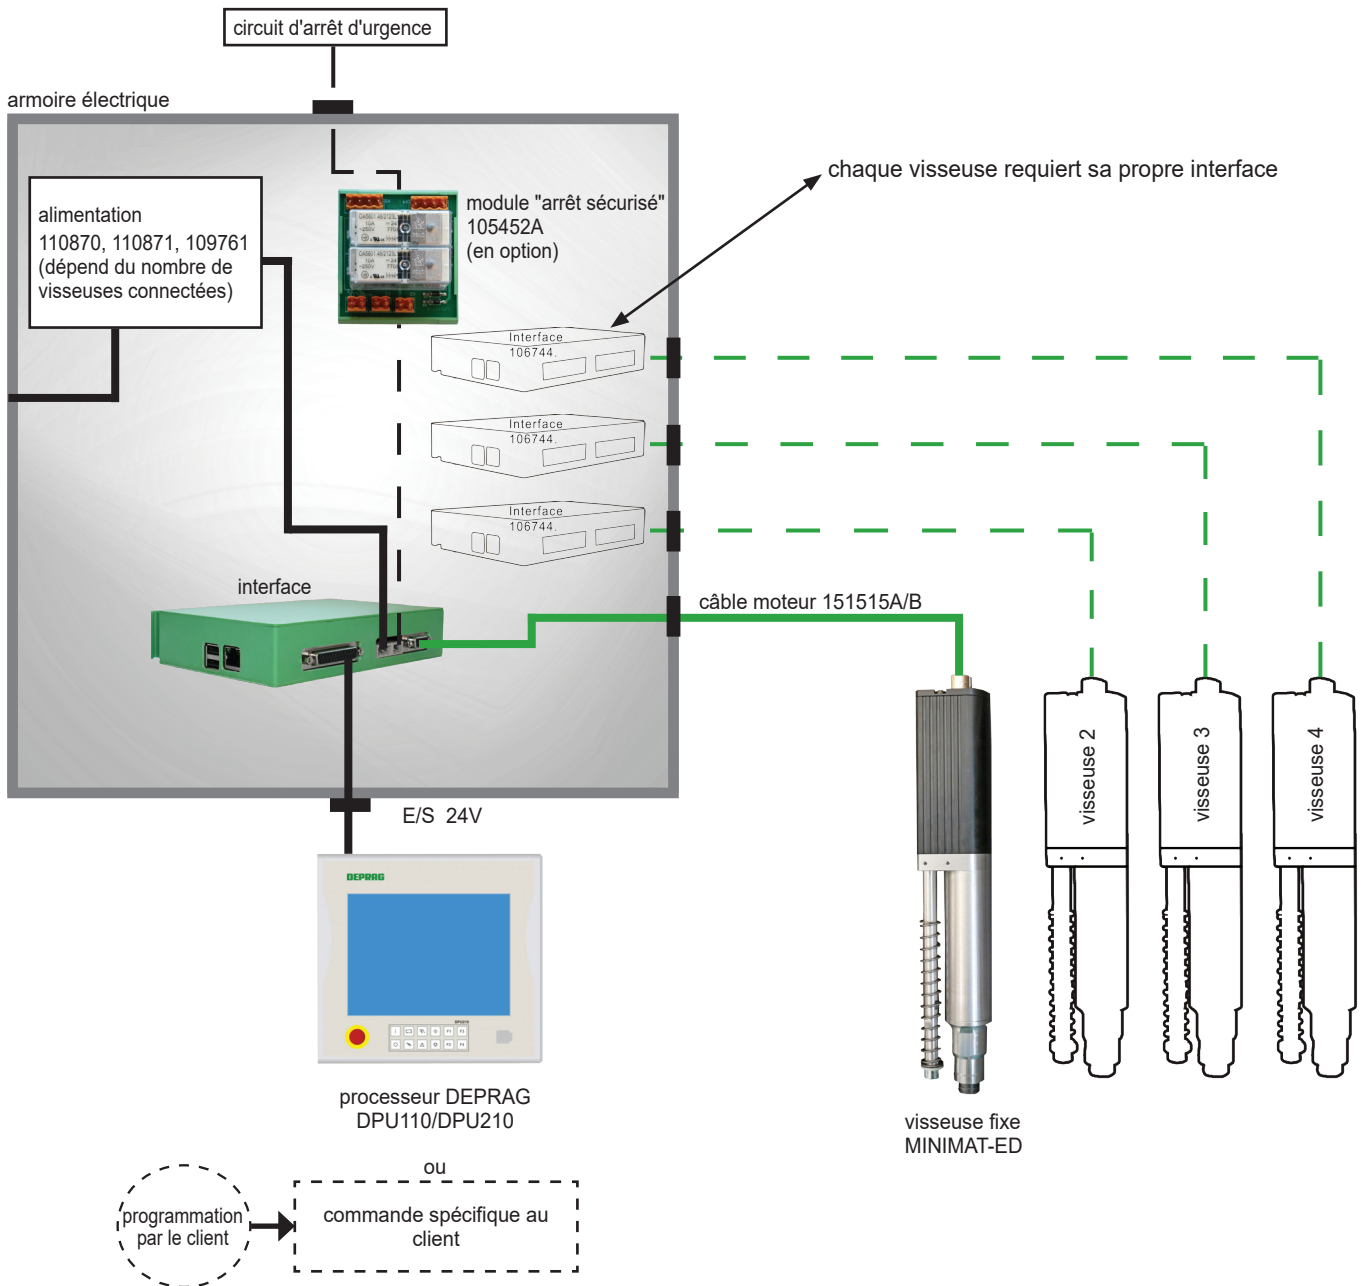 circuit d'arrêt d'urgence
armoire électrique
chaque visseuse requiert sa propre interface
alimentation
110870, 110871, 109761
(dépend du nombre de
visseuses connectées)
module "arrêt sécurisé"
105452A
(en option)
Interface
106744.
Interface
106744.
Interface
106744.
interface
câble moteur 151515A/B
visseuse 2
visseuse 3
visseuse 4
E/S 24V
DEPRAG
DPU210
processeur DEPRAG
DPU110/DPU210
visseuse fixe
MINIMAT-ED
ou
programmation
par le client
commande spécifique au
client